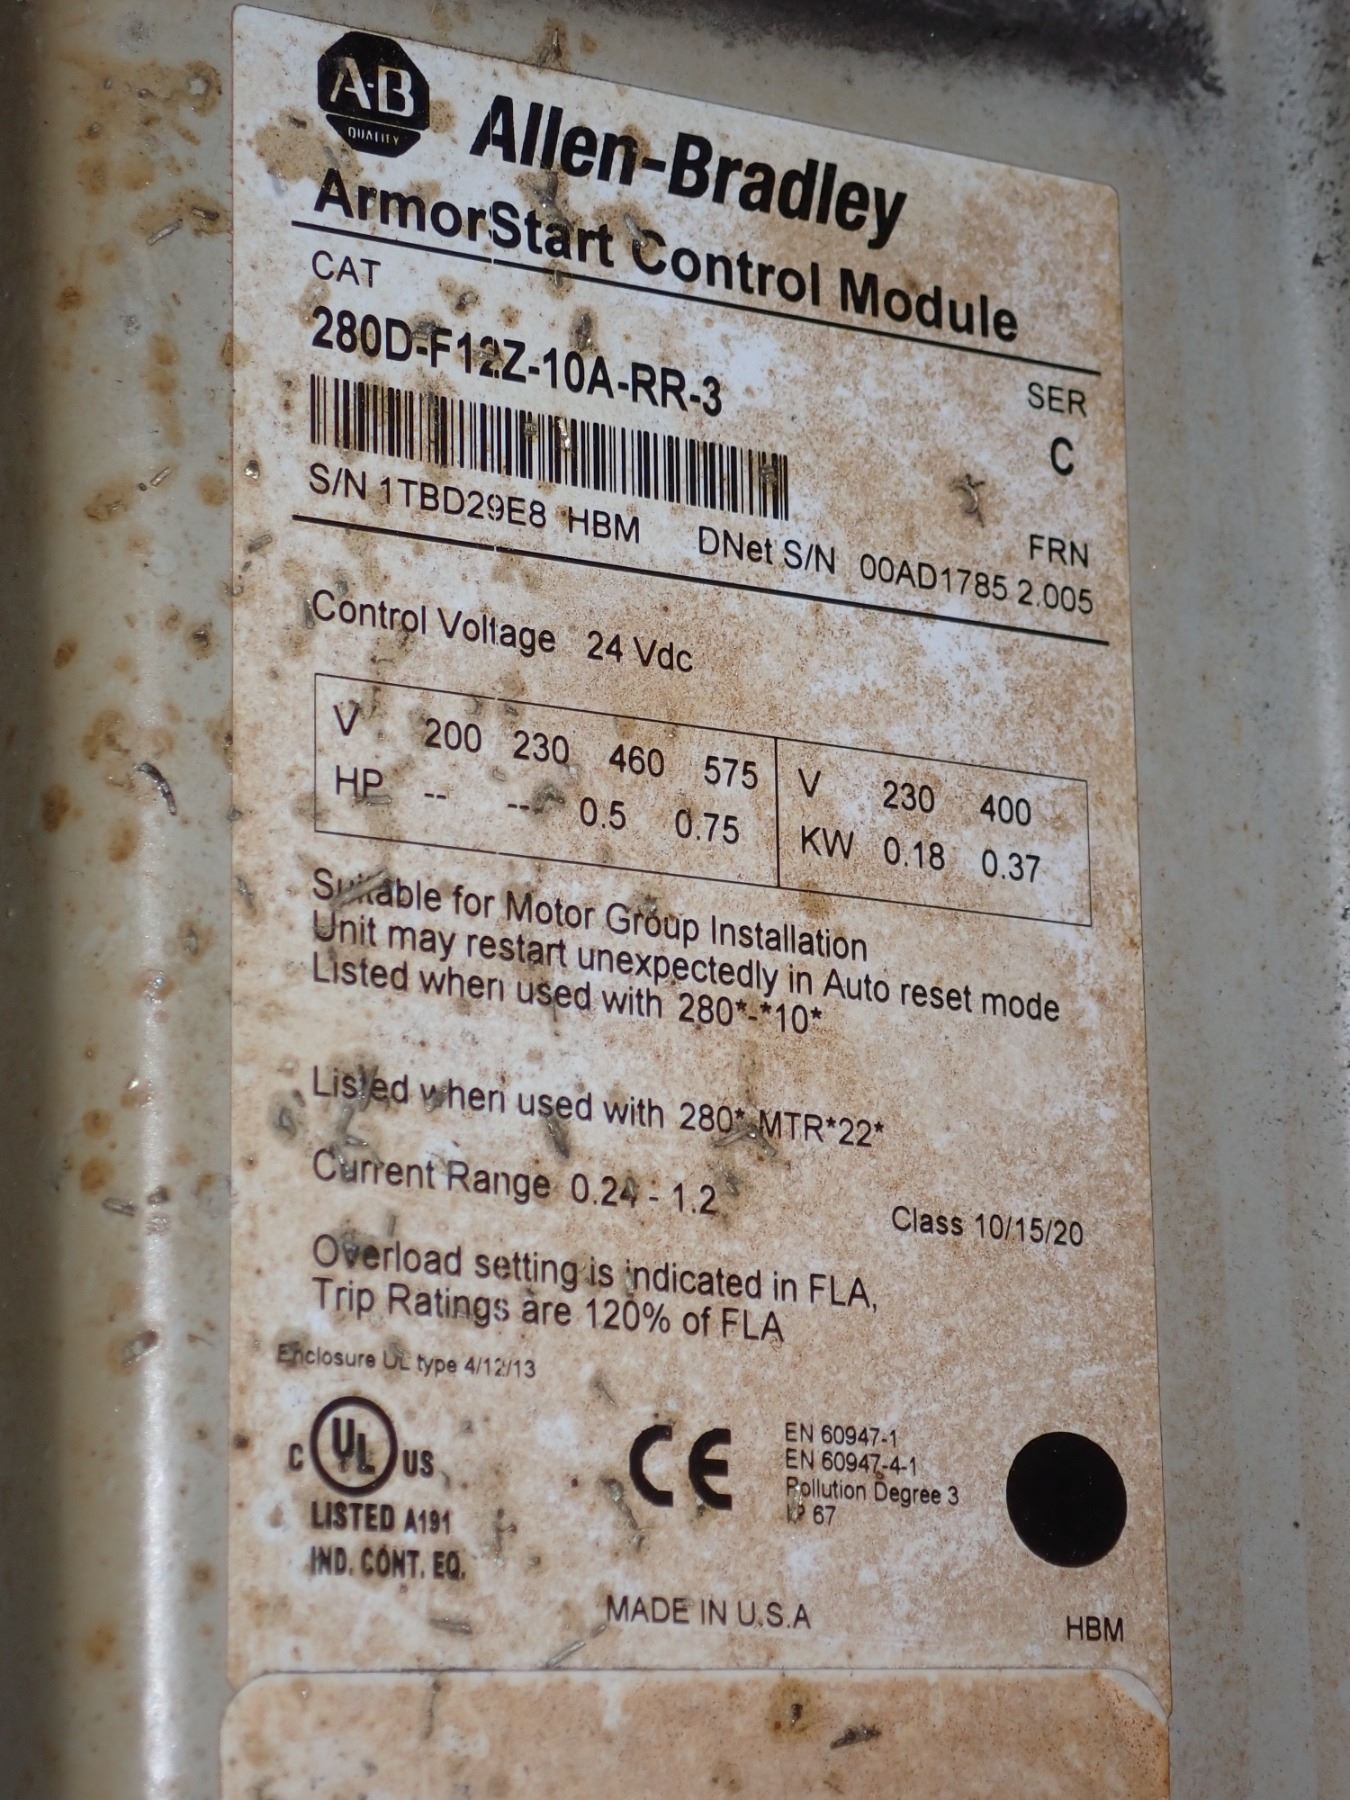 A·B
QUALITY
Allen-Bradley
ArmorStart Control Module
CAT
280D-F12Z-10A-RR-3
SER
C
S/N 1TBD29E8 HBM DNet S/N 00AD1785
FRN
2.005
Control Voltage 24 Vdc
V 200 230 460 575 V 230 400
HP -- -- 0.5 0.75 KW 0.18 0.37
Suitable for Motor Group Installation
Unit may restart unexpectedly in Auto reset mode
Listed when used with 280*-*10*
Listed when used with 280*-MTR*22*
Current Range 0.24 - 1.2
Class 10/15/20
Overload setting is indicated in FLA,
Trip Ratings are 120% of FLA
Enclosure UL type 4/12/13
C UL US
LISTED A191
IND. CONT. EQ.
CE
EN 60947-1
EN 60947-4-1
Pollution Degree 3
IP 67
MADE IN U.S.A
HBM